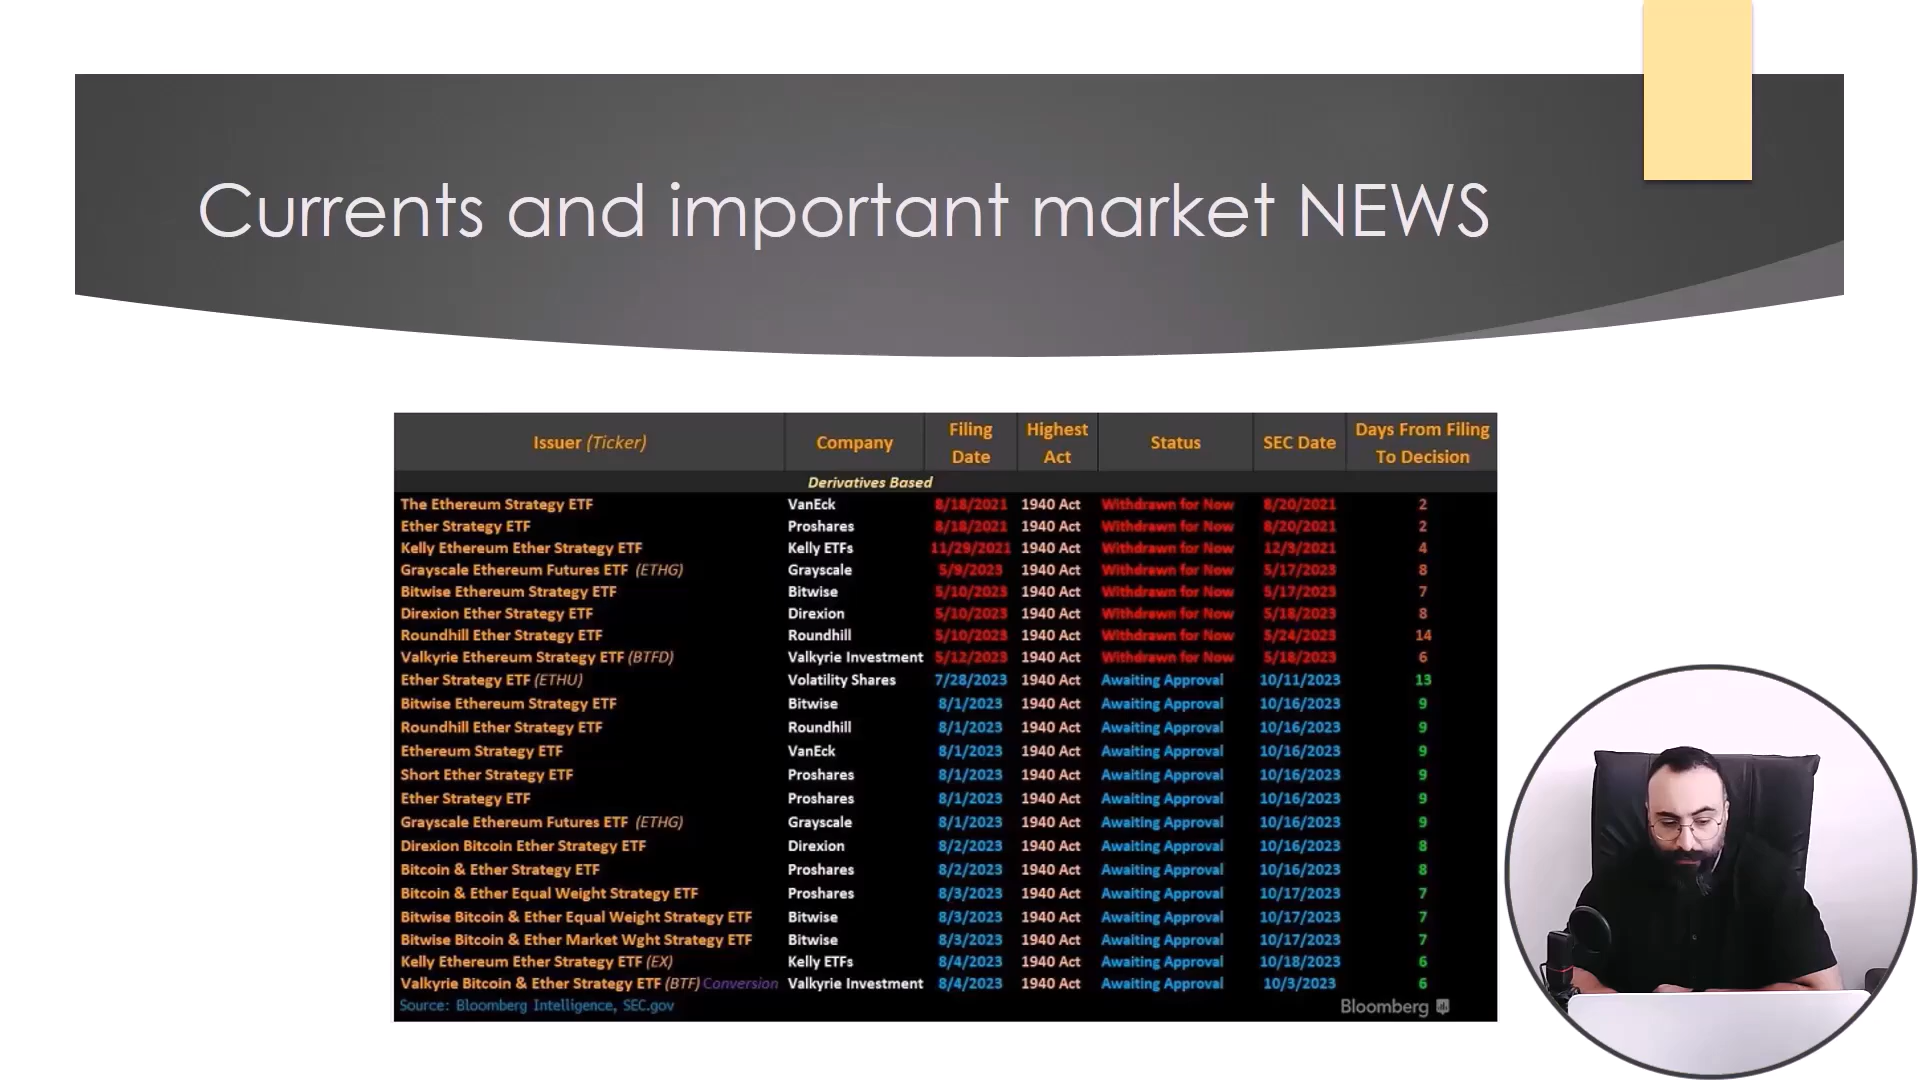 Currents and important market NEWS
Issuer (Ticker) Company Filing Date Highest Act Status SEC Date Days From Filing To Decision
Derivatives Based
The Ethereum Strategy ETF VanEck 8/18/2021 1940 Act Withdrawn for Now 8/20/2021 2
Ether Strategy ETF Proshares 8/18/2021 1940 Act Withdrawn for Now 8/20/2021 2
Kelly Ethereum Ether Strategy ETF Kelly ETFs 11/29/2021 1940 Act Withdrawn for Now 12/3/2021 4
Grayscale Ethereum Futures ETF (ETHG) Grayscale 5/9/2023 1940 Act Withdrawn for Now 5/17/2023 8
Bitwise Ethereum Strategy ETF Bitwise 5/10/2023 1940 Act Withdrawn for Now 5/17/2023 7
Direxion Ether Strategy ETF Direxion 5/10/2023 1940 Act Withdrawn for Now 5/18/2023 8
Roundhill Ether Strategy ETF Roundhill 5/10/2023 1940 Act Withdrawn for Now 5/24/2023 14
Valkyrie Ethereum Strategy ETF (BTFD) Valkyrie Investment 5/12/2023 1940 Act Withdrawn for Now 5/18/2023 6
Ether Strategy ETF (ETHU) Volatility Shares 7/28/2023 1940 Act Awaiting Approval 10/11/2023 13
Bitwise Ethereum Strategy ETF Bitwise 8/1/2023 1940 Act Awaiting Approval 10/16/2023 9
Roundhill Ether Strategy ETF Roundhill 8/1/2023 1940 Act Awaiting Approval 10/16/2023 9
Ethereum Strategy ETF VanEck 8/1/2023 1940 Act Awaiting Approval 10/16/2023 9
Short Ether Strategy ETF Proshares 8/1/2023 1940 Act Awaiting Approval 10/16/2023 9
Ether Strategy ETF Proshares 8/1/2023 1940 Act Awaiting Approval 10/16/2023 9
Grayscale Ethereum Futures ETF (ETHG) Grayscale 8/1/2023 1940 Act Awaiting Approval 10/16/2023 9
Direxion Bitcoin Ether Strategy ETF Direxion 8/2/2023 1940 Act Awaiting Approval 10/16/2023 8
Bitcoin & Ether Strategy ETF Proshares 8/2/2023 1940 Act Awaiting Approval 10/16/2023 8
Bitcoin & Ether Equal Weight Strategy ETF Proshares 8/3/2023 1940 Act Awaiting Approval 10/17/2023 7
Bitwise Bitcoin & Ether Equal Weight Strategy ETF Bitwise 8/3/2023 1940 Act Awaiting Approval 10/17/2023 7
Bitwise Bitcoin & Ether Market Wght Strategy ETF Bitwise 8/3/2023 1940 Act Awaiting Approval 10/17/2023 7
Kelly Ethereum Ether Strategy ETF (EX) Kelly ETFs 8/4/2023 1940 Act Awaiting Approval 10/18/2023 6
Valkyrie Bitcoin & Ether Strategy ETF (BTF) Conversion Valkyrie Investment 8/4/2023 1940 Act Awaiting Approval 10/3/2023 6
Source: Bloomberg Intelligence, SEC.gov Bloomberg